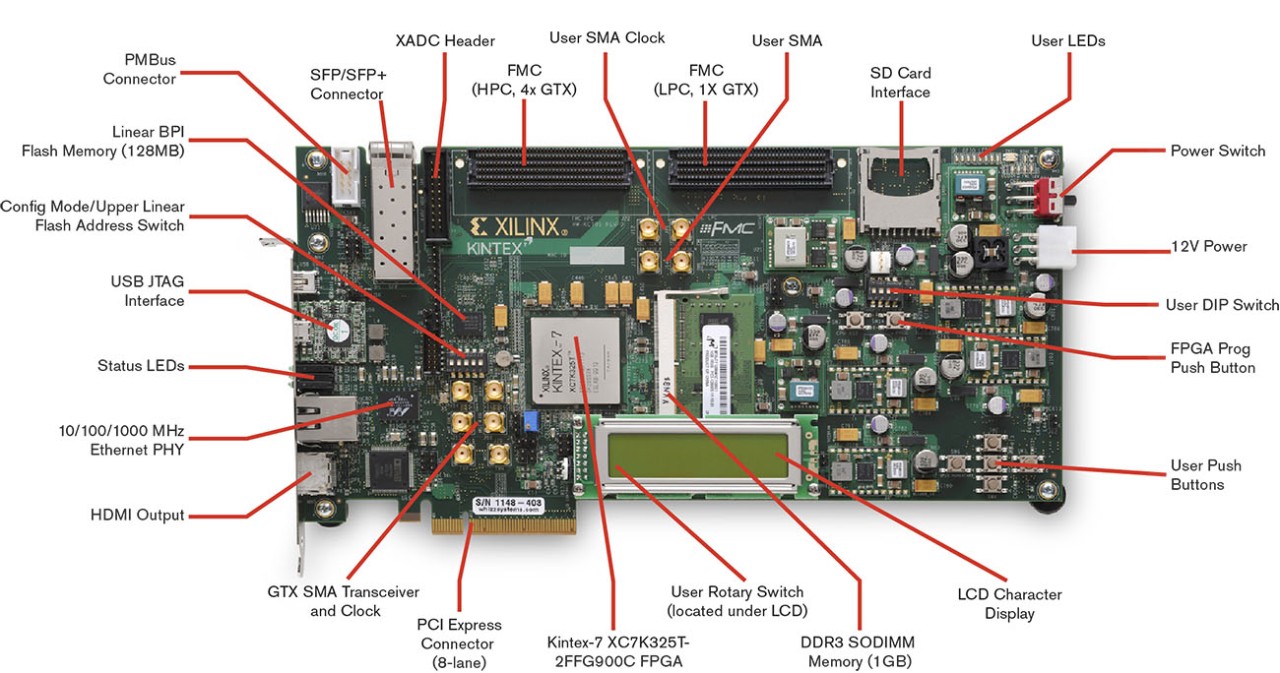 XADC Header
User SMA Clock
User SMA
User LEDs
PMBus
Connector
SFP/SFP+
Connector
FMC
(HPC, 4x GTX)
FMC
(LPC, 1X GTX)
SD Card
Interface
Linear BPI
Flash Memory (128MB)
Power Switch
Config Mode/Upper Linear
Flash Address Switch
XILINX
KINTEX7
FMC
12V Power
USB JTAG
Interface
User DIP Switch
XILINX
KINTEX-7
XC7K325T
FPGA Prog
Push Button
Status LEDs
10/100/1000 MHz
Ethernet PHY
User Push
Buttons
HDMI Output
S/N 1148-403
whizzsystems.com
GTX SMA Transceiver
and Clock
PCI Express
Connector
(8-lane)
Kintex-7 XC7K325T-
2FFG900C FPGA
User Rotary Switch
(located under LCD)
DDR3 SODIMM
Memory (1GB)
LCD Character
Display